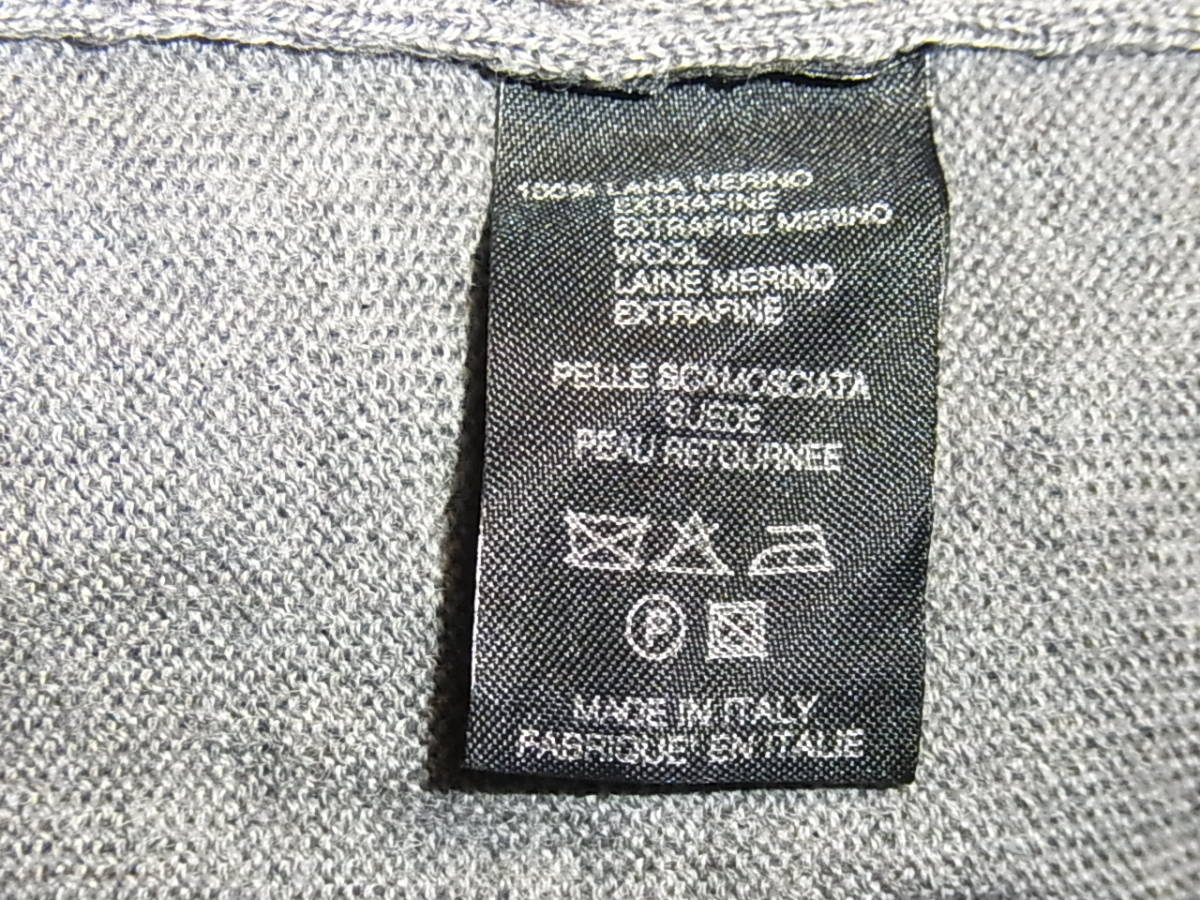 100% LANA MERINO
EXTRAFINE
EXTRAFINE MERINO
WOOL
LAINE MERINO
EXTRAFINE
PELLE SCAMOSCIATA
SUEDE
PEAU RETOURNEE
P
MADE IN ITALY
FABRIQUE' EN ITALIE